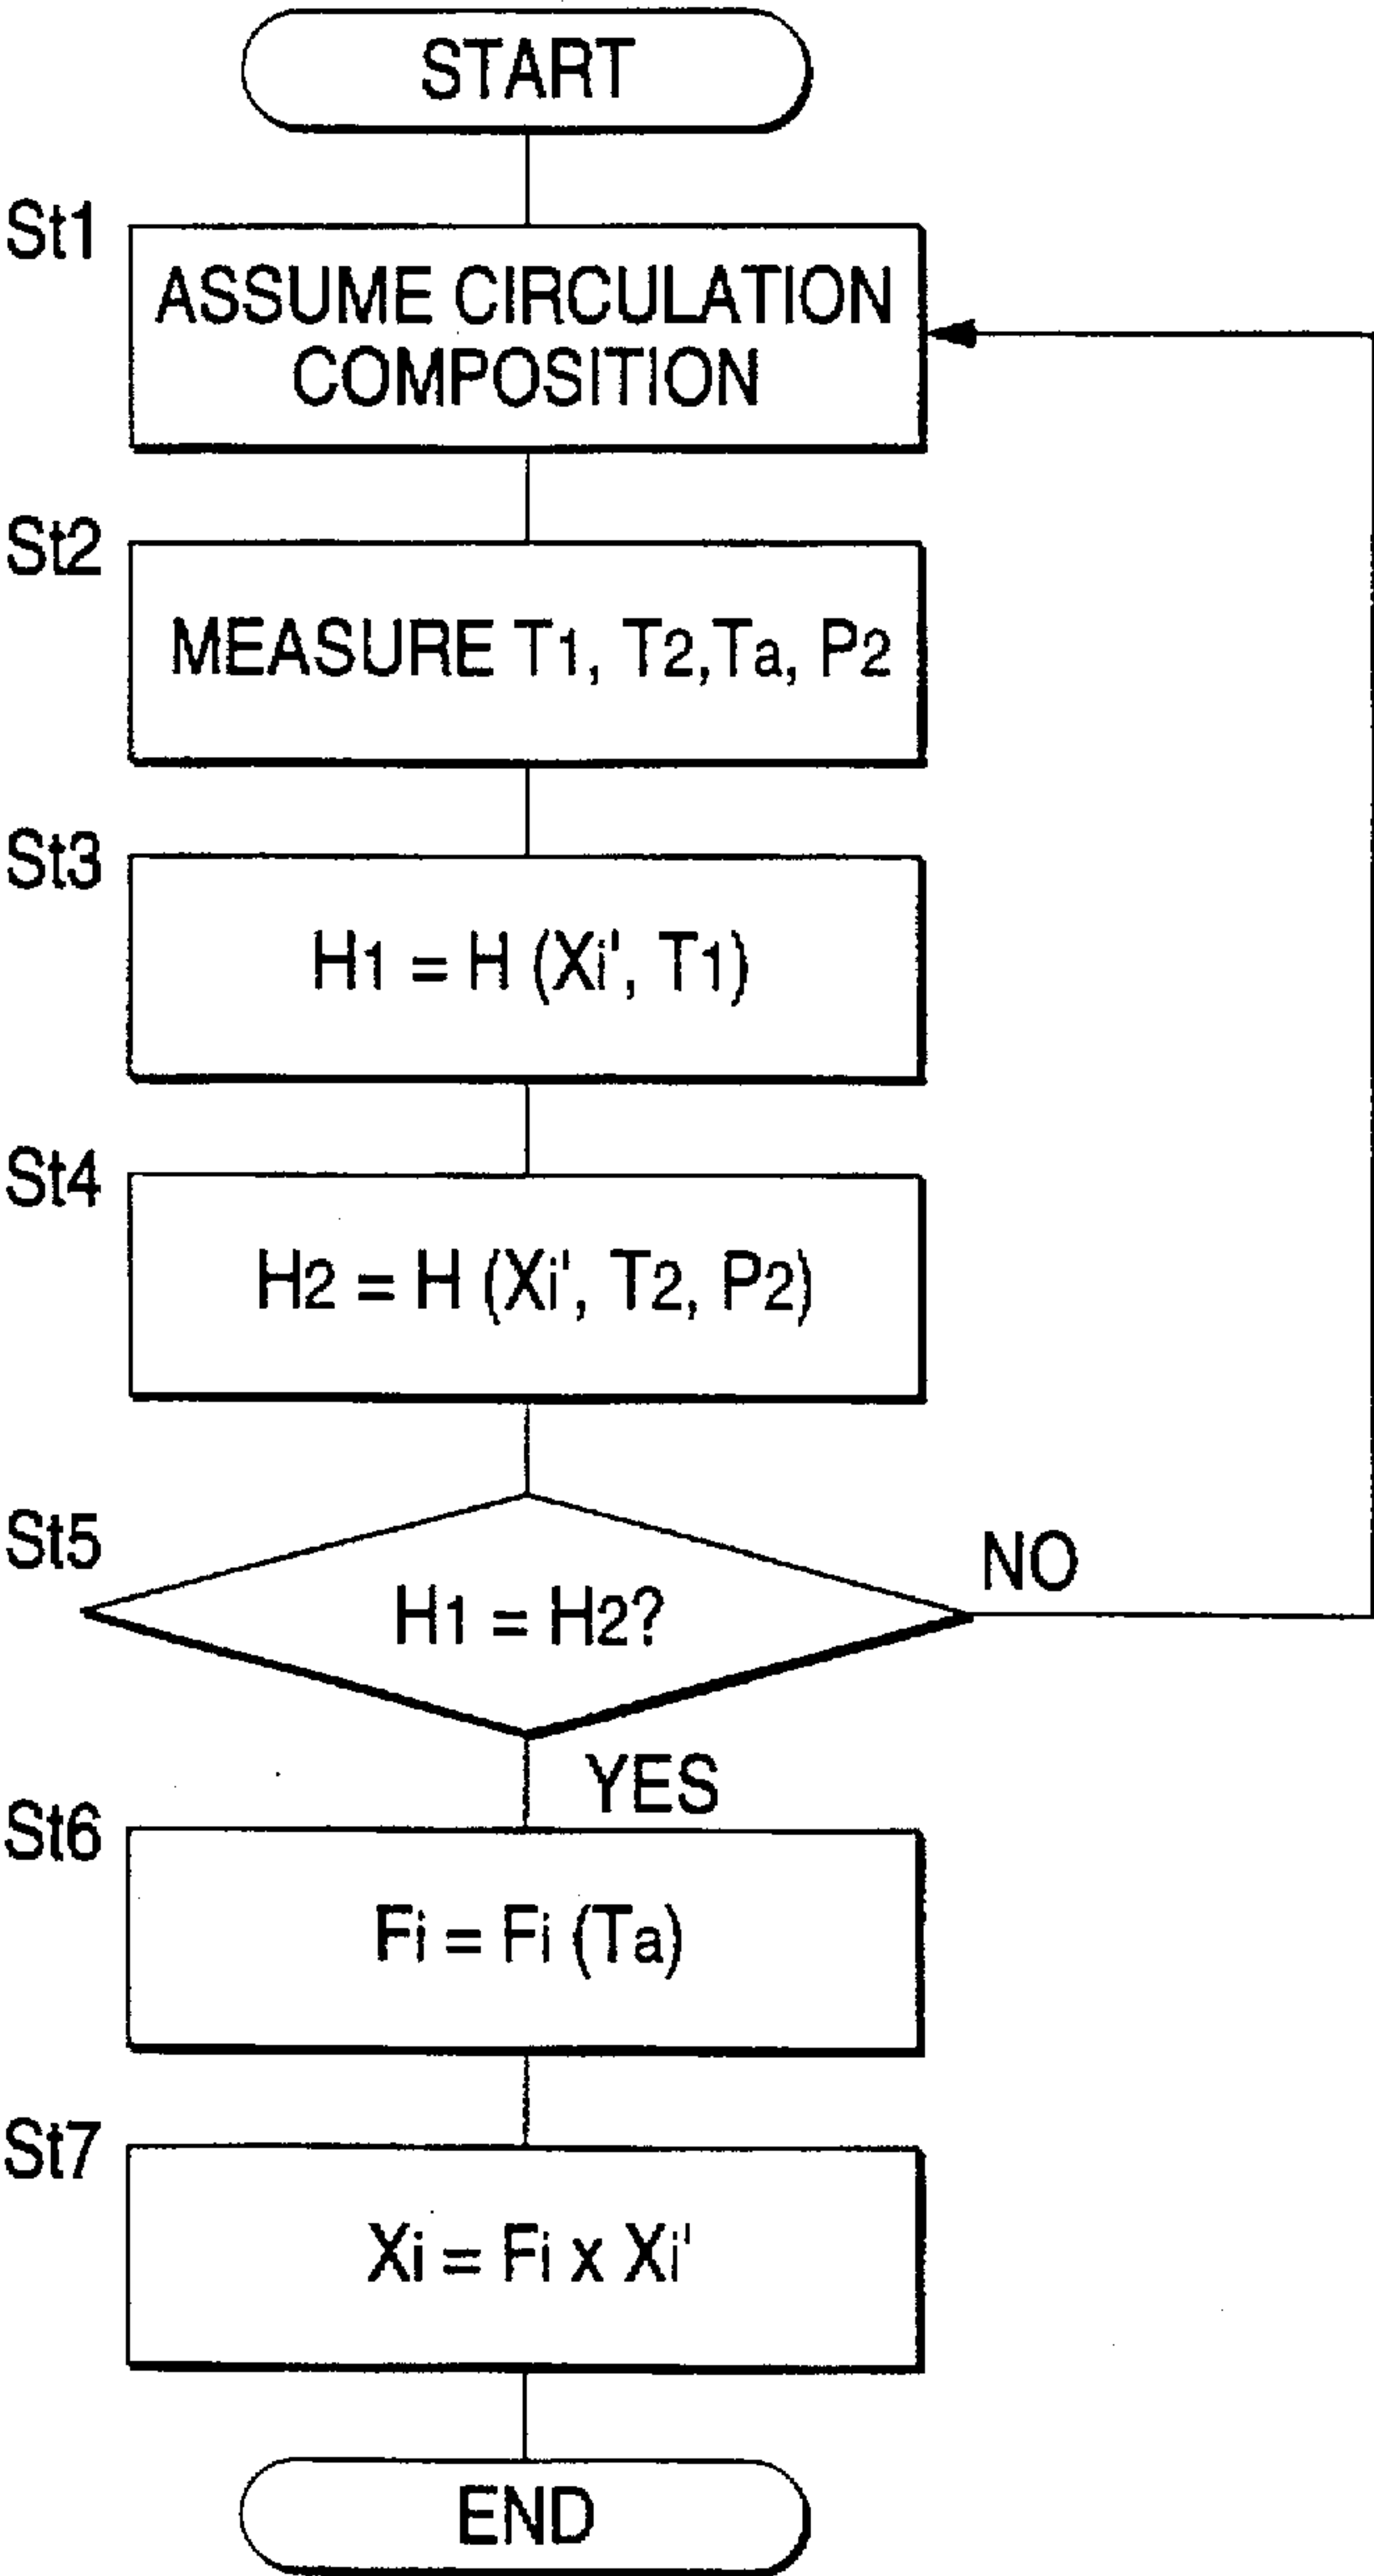 START
St1
ASSUME CIRCULATION
COMPOSITION
St2
MEASURE T1, T2,Ta, P2
St3
H1 = H (Xi', T1)
St4
H2 = H (Xi', T2, P2)
St5
H1 = H2?
NO
YES
St6
Fi = Fi (Ta)
St7
Xi = Fi x Xi'
END